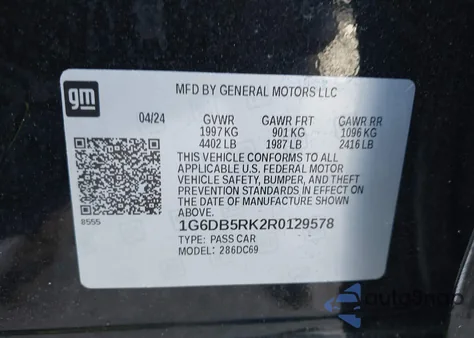 gm
MFD BY GENERAL MOTORS LLC
04/24 GVWR GAWR FRT GAWR RR
1997 KG 901 KG 1096 KG
4402 LB 1987 LB 2416 LB
THIS VEHICLE CONFORMS TO ALL
APPLICABLE U.S. FEDERAL MOTOR
VEHICLE SAFETY, BUMPER, AND THEFT
PREVENTION STANDARDS IN EFFECT ON
THE DATE OF MANUFACTURE SHOWN ABOVE.
8555
1G6DB5RK2R0129578
TYPE: PASS CAR
MODEL: 286DC69
auto9mart